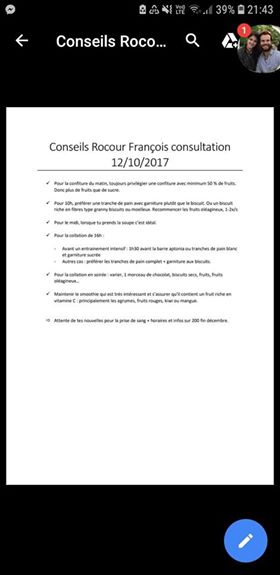 39% 21:43
Conseils Roco...
1
Conseils Rocour François consultation
12/10/2017
✓ Pour la confiture du matin, toujours privilégier une confiture avec minimum 50 % de fruits.
Donc plus de fruits que de sucre.
✓ Pour 10h, préférer une tranche de pain avec garniture plutôt que le biscuit. Ou un biscuit
riche en fibres type granny biscuits ou moelleux. Recommencer les fruits oléagineux, 1-2x/s
✓ Pour le midi, lorsque tu prends la soupe c'est idéal.
✓ Pour la collation de 16h :
- Avant un entrainement intensif : 1h30 avant la barre aptonia ou tranches de pain blanc
et garniture sucrée
- Autres cas : préférer les tranches de pain complet + garniture aux biscuits.
✓ Pour la collation en soirée : varier, 1 morceau de chocolat, biscuits secs, fruits, fruits
oléagineux..
✓ Maintenir le smoothie qui est très intéressant et s'assurer qu'il contient un fruit riche en
vitamine C : principalement les agrumes, fruits rouges, kiwi ou mangue.
⇨ Attente de tes nouvelles pour la prise de sang + horaires et infos sur 200 fin décembre.